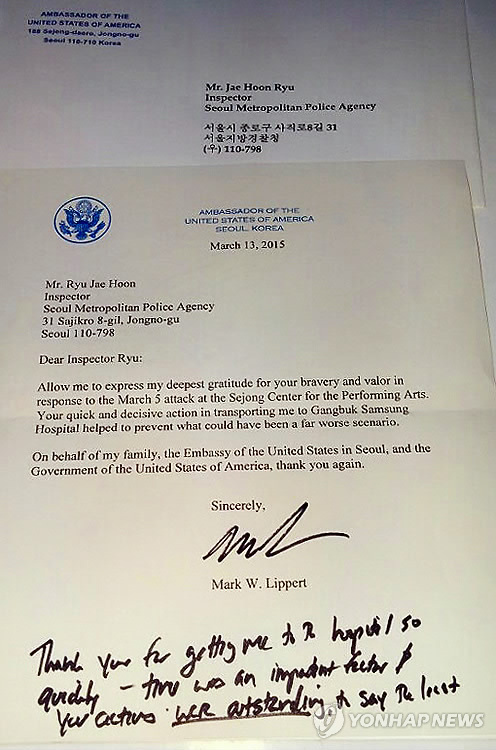 AMBASSADOR OF THE
UNITED STATES OF AMERICA
188 Sejong-daero, Jongno-gu
Seoul 110-710 Korea
Mr. Jae Hoon Ryu
Inspector
Seoul Metropolitan Police Agency
서울시 종로구 사직로8길 31
서울지방경찰청
(우) 110-798
AMBASSADOR OF THE
UNITED STATES OF AMERICA
SEOUL, KOREA
March 13, 2015
Mr. Ryu Jae Hoon
Inspector
Seoul Metropolitan Police Agency
31 Sajikro 8-gil, Jongno-gu
Seoul 110-798
Dear Inspector Ryu:
Allow me to express my deepest gratitude for your bravery and valor in
response to the March 5 attack at the Sejong Center for the Performing Arts.
Your quick and decisive action in transporting me to Gangbuk Samsung
Hospital helped to prevent what could have been a far worse scenario.
On behalf of my family, the Embassy of the United States in Seoul, and the
Government of the United States of America, thank you again.
Sincerely,
Mark W. Lippert
Thank you for getting me to the hospital so
quickly - time was an important factor &
your actions were outstanding, to say the least
YONHAP NEWS